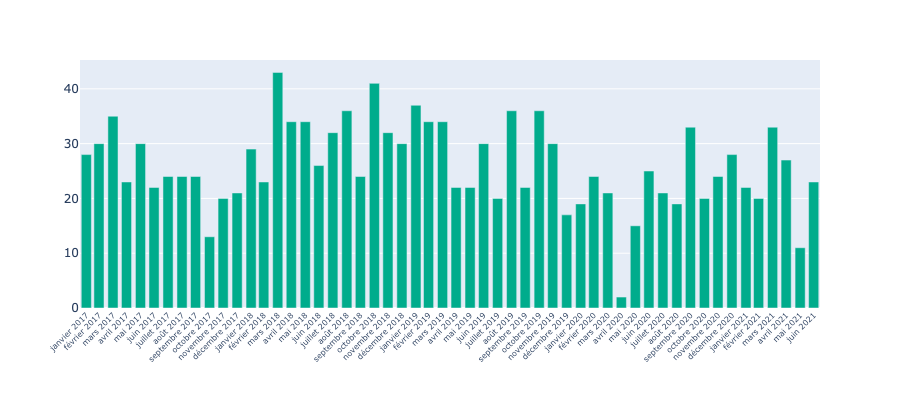 40
30
20
10
0
janvier 2017
février 2017
mars 2017
avril 2017
mai 2017
juin 2017
juillet 2017
août 2017
septembre 2017
octobre 2017
novembre 2017
décembre 2017
janvier 2018
février 2018
mars 2018
avril 2018
mai 2018
juin 2018
juillet 2018
août 2018
septembre 2018
octobre 2018
novembre 2018
décembre 2018
janvier 2019
février 2019
mars 2019
avril 2019
mai 2019
juin 2019
juillet 2019
août 2019
septembre 2019
octobre 2019
novembre 2019
décembre 2019
janvier 2020
février 2020
mars 2020
avril 2020
mai 2020
juin 2020
juillet 2020
août 2020
septembre 2020
octobre 2020
novembre 2020
décembre 2020
janvier 2021
février 2021
mars 2021
avril 2021
mai 2021
juin 2021